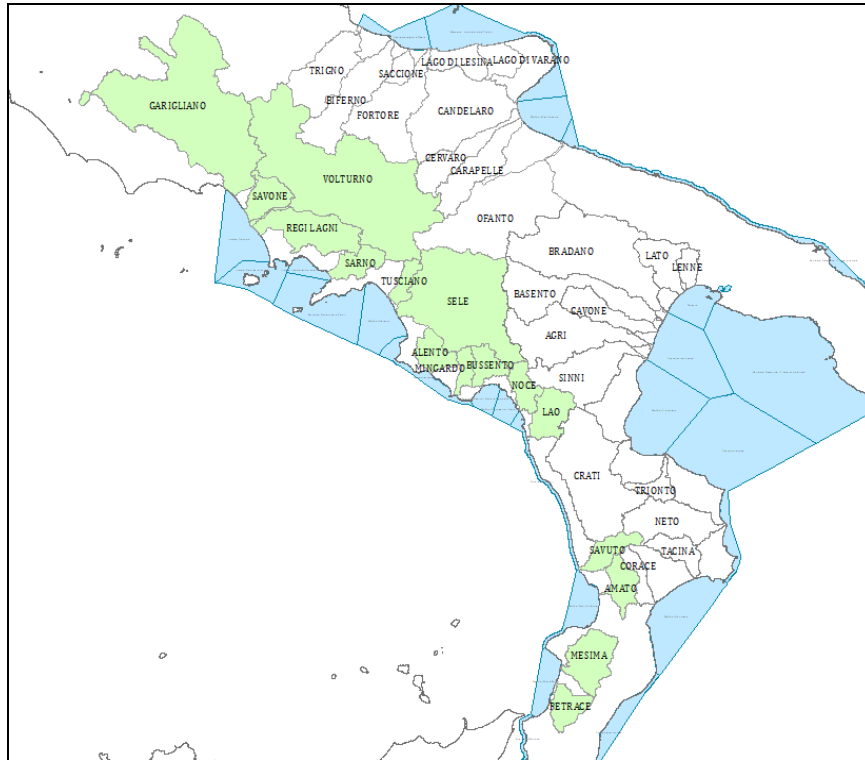 LAGO DI LESINA
LAGO DI VARANO
TRIGNO
SACCIONE
BIFERNO
GARIGLIANO
FORTORE
CANDELARO
CERVARO
CARAPELLE
VOLTURNO
SAVONE
OFANTO
REGI LAGNI
BRADANO
LATO
SARNO
LENNE
TUSCIANO
SELE
BASENTO
CAVONE
AGRI
ALENTO
MINGARDO
BUSSENTO
SINNI
NOCE
LAO
CRATI
TRIONTO
NETO
SAVUTO
TACINA
CORACE
AMATO
MESIMA
PETRACE